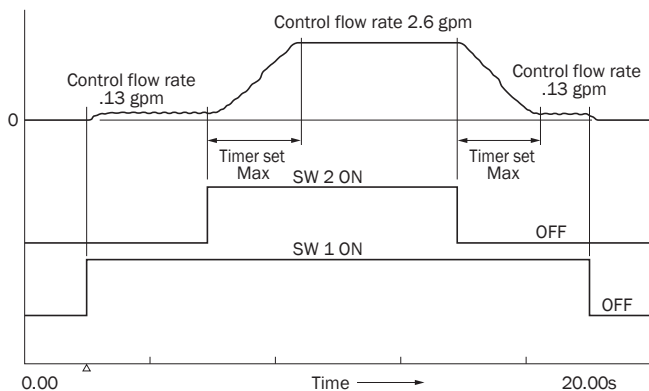 Control flow rate 2.6 gpm
Control flow rate
.13 gpm
Control flow rate
.13 gpm
0
Timer set
Max
Timer set
Max
SW 2 ON
OFF
SW 1 ON
OFF
0.00
Time
20.00s